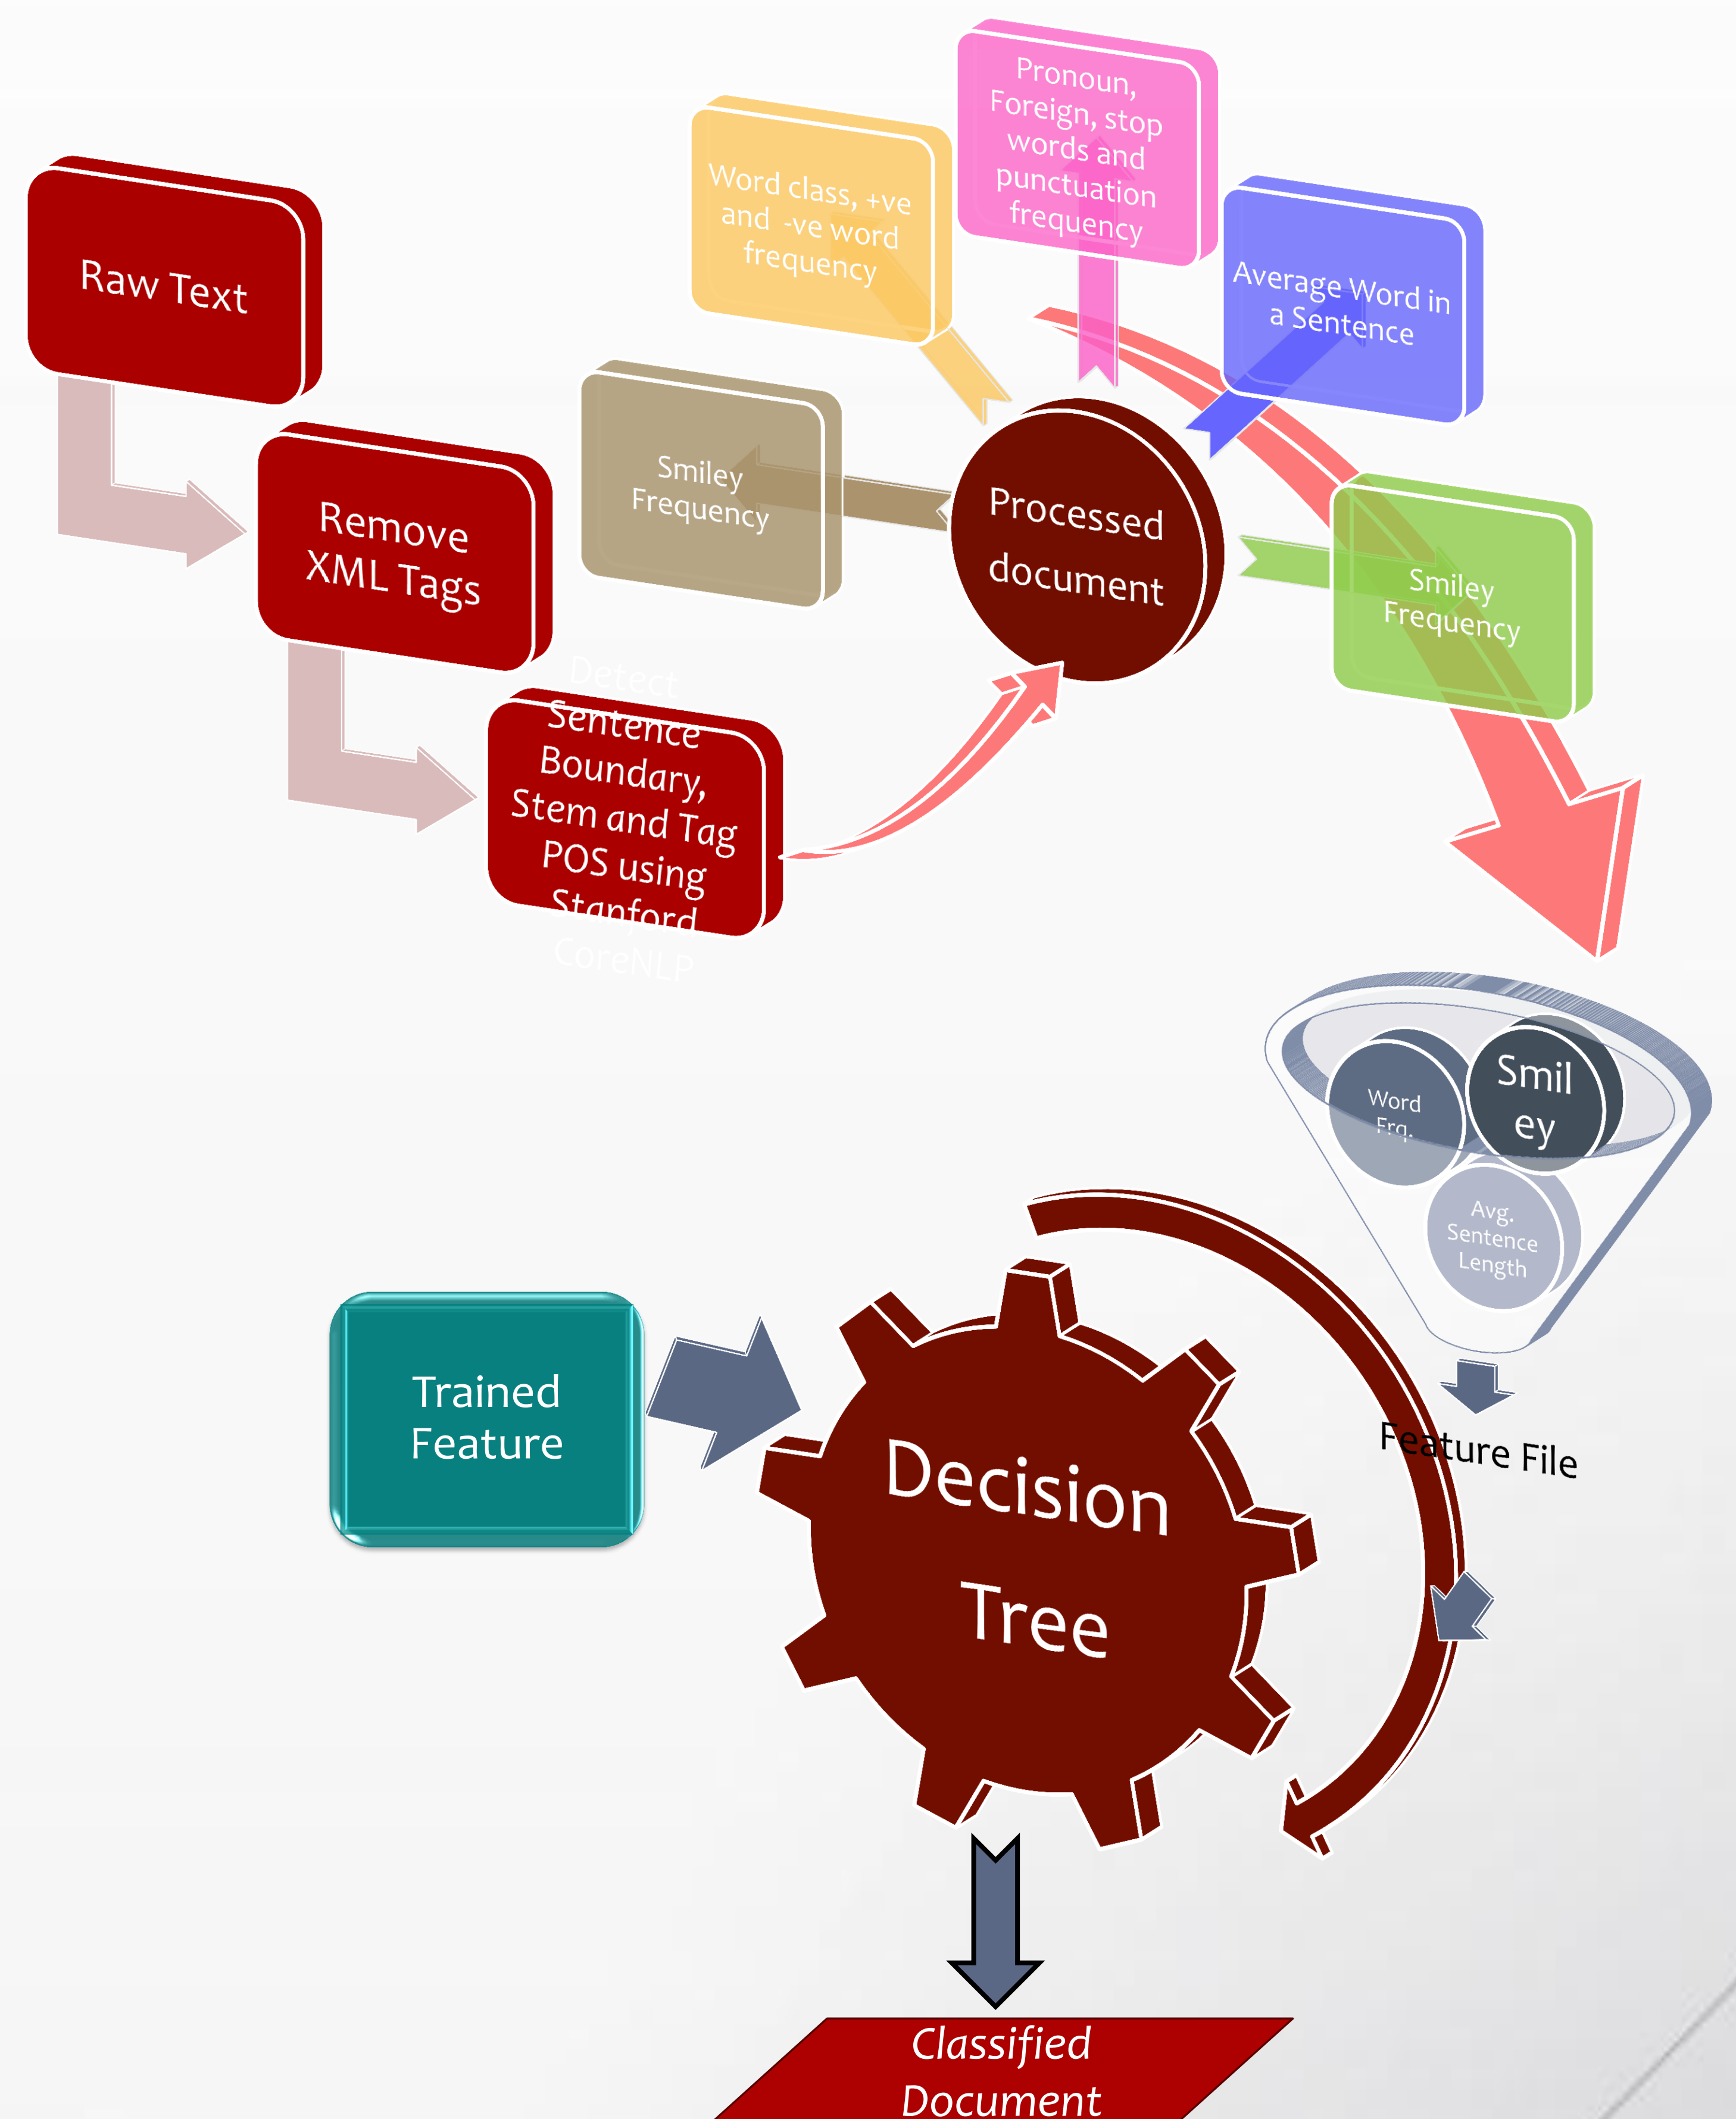 Raw Text
Remove
XML Tags
Detect
Sentence
Boundary,
Stem and Tag
POS using
Stanford
CoreNLP
Processed
document
Smiley
Frequency
Word class, +ve
and -ve word
frequency
Pronoun,
Foreign, stop
words and
punctuation
frequency
Average Word in
a Sentence
Smiley
Frequency
Word
Frq.
Smil
ey
Avg.
Sentence
Length
Feature File
Trained
Feature
Decision
Tree
Classified
Document